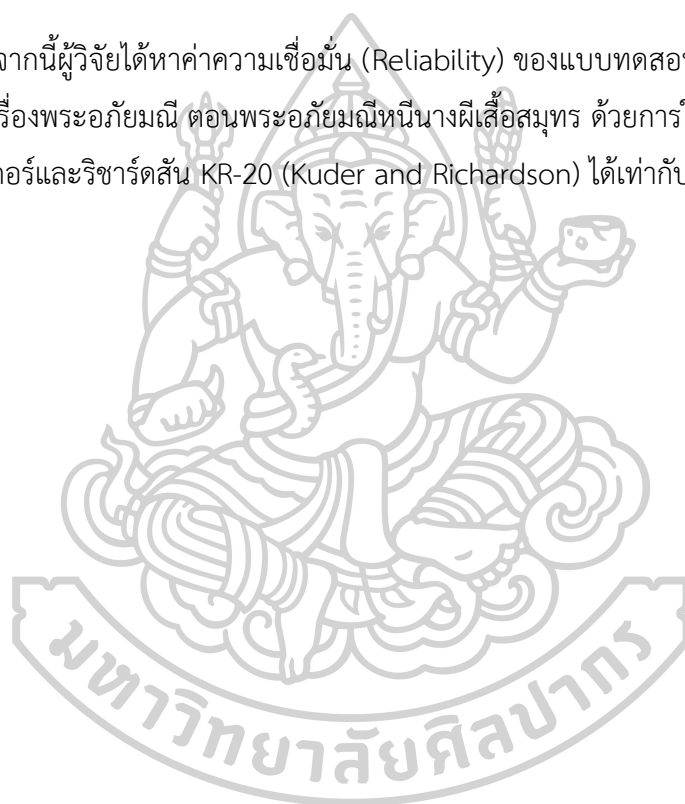 จากนี้ผู้วิจัยได้หาค่าความเชื่อมั่น (Reliability) ของแบบทดสอบ
รื่องพระอภัยมณี ตอนพระอภัยมณีหนีนางผีเสื้อสมุทร ด้วยการใ
อร์และริชาร์ดสัน KR-20 (Kuder and Richardson) ได้เท่ากับ
มหาวิทยาลัยศิลปากร